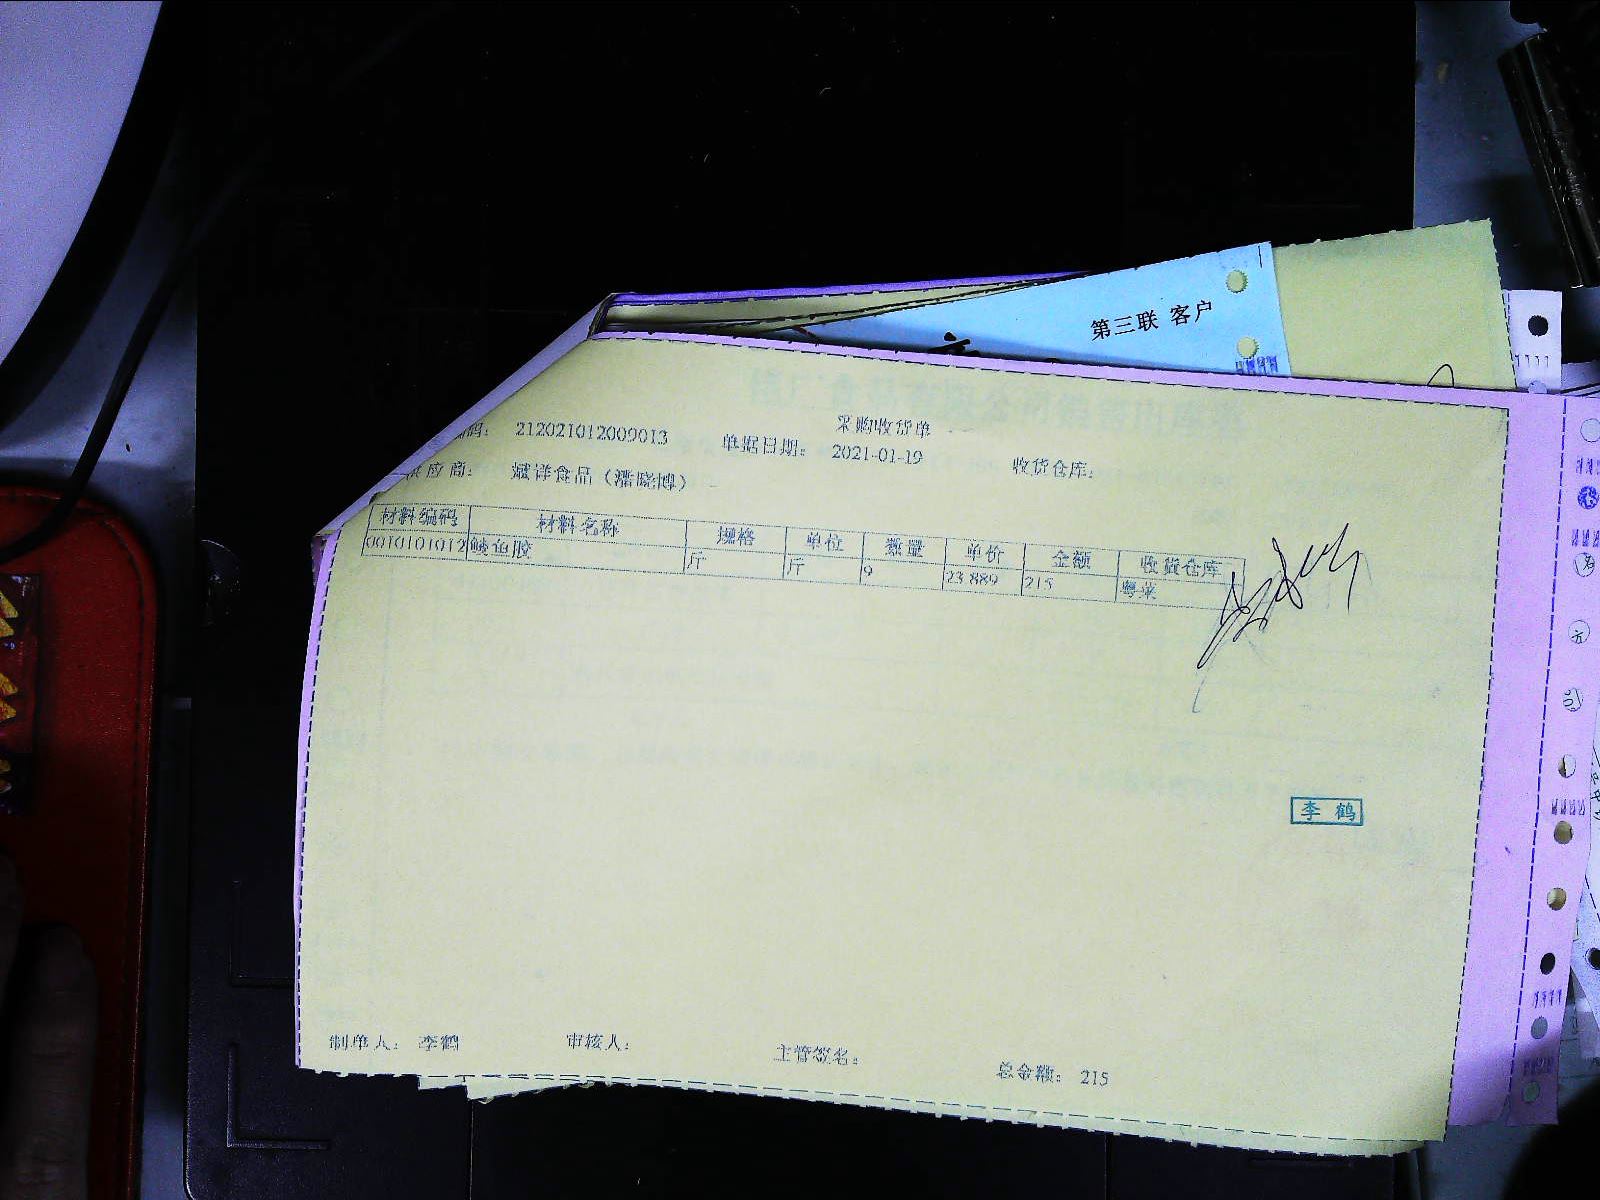 第三联 客户
采购收货单
编码： 212021012009013 单据日期： 2021-01-19 收货仓库：
供应商： 斌洋食品（潘晓博）
材料编码 材料名称 规格 单位 数量 单价 金额 收货仓库
0010101012 鱼胶 斤 斤 9 23.889 215 粤菜
李 鹤
制单人： 李鹤 审核人： 主管签名： 总金额： 215